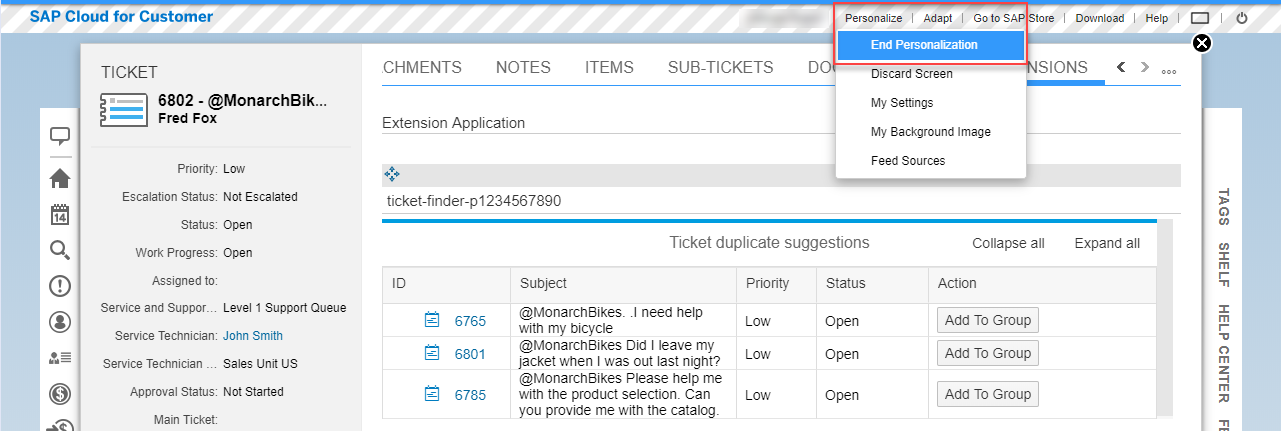 SAP Cloud for Customer
Personalize | Adapt | Go to SAP Store | Download | Help
End Personalization
Discard Screen
My Settings
My Background Image
Feed Sources
TICKET
6802 - @MonarchBik...
Fred Fox
Priority: Low
Escalation Status: Not Escalated
Status: Open
Work Progress: Open
Assigned to:
Service and Suppor... Level 1 Support Queue
Service Technician: John Smith
Service Technician ... Sales Unit US
Approval Status: Not Started
Main Ticket:
14
CHMENTS NOTES ITEMS SUB-TICKETS DO NSIONS
Extension Application
ticket-finder-p1234567890
Ticket duplicate suggestions Collapse all Expand all
ID Subject Priority Status Action
6765 @MonarchBikes. .I need help
with my bicycle Low Open Add To Group
6801 @MonarchBikes Did I leave my
jacket when I was out last night? Low Open Add To Group
6785 @MonarchBikes Please help me
with the product selection. Can Low Open Add To Group
you provide me with the catalog.
TAGS
SHELF
HELP CENTER
FE